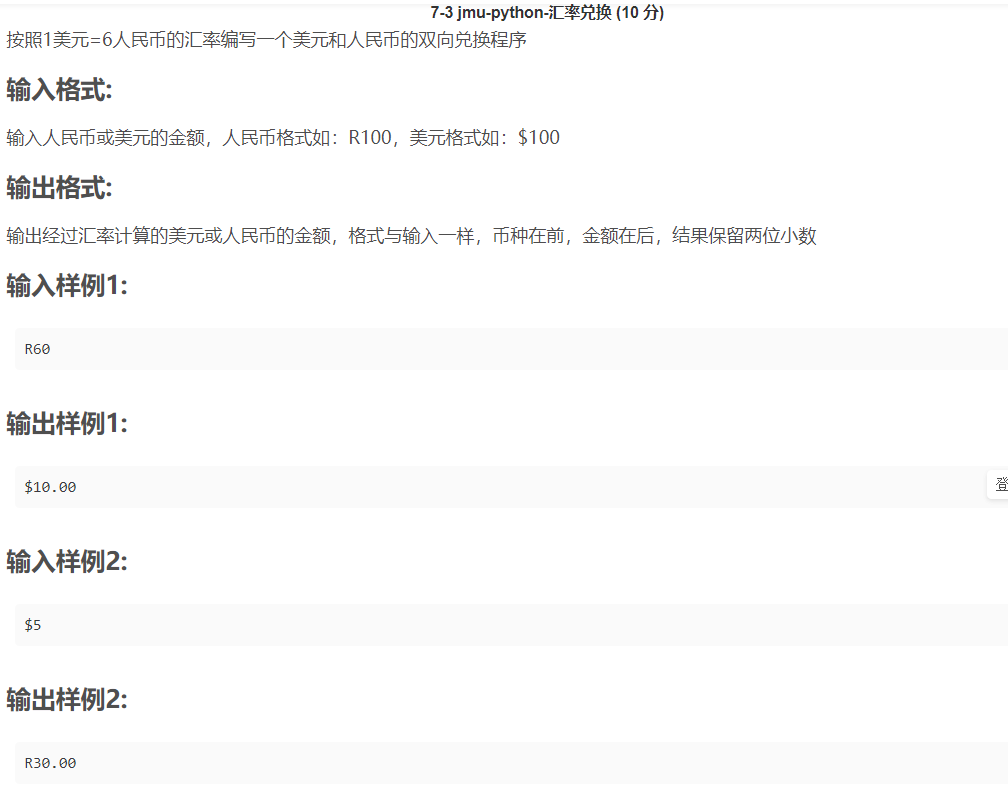 7-3 jmu-python-汇率兑换 (10 分)
按照1美元=6人民币的汇率编写一个美元和人民币的双向兑换程序
输入格式:
输入人民币或美元的金额，人民币格式如：R100，美元格式如：$100
输出格式:
输出经过汇率计算的美元或人民币的金额，格式与输入一样，币种在前，金额在后，结果保留两位小数
输入样例1:
R60
输出样例1:
$10.00
登
输入样例2:
$5
输出样例2:
R30.00